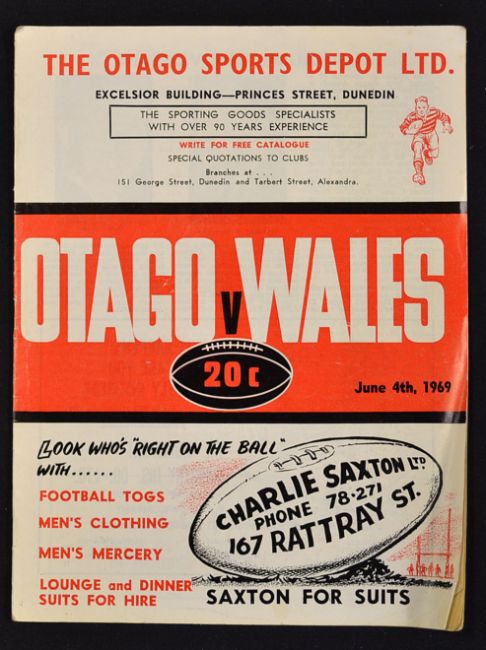 THE OTAGO SPORTS DEPOT LTD.
EXCELSIOR BUILDING—PRINCES STREET, DUNEDIN
THE SPORTING GOODS SPECIALISTS
WITH OVER 90 YEARS EXPERIENCE
WRITE FOR FREE CATALOGUE
SPECIAL QUOTATIONS TO CLUBS
Branches at . . .
151 George Street, Dunedin and Tarbert Street, Alexandra.
OTAGO V WALES
20c
June 4th, 1969
LOOK WHO'S "RIGHT ON THE BALL"
WITH......
FOOTBALL TOGS
MEN'S CLOTHING
MEN'S MERCERY
LOUNGE and DINNER
SUITS FOR HIRE
CHARLIE SAXTON LTD
PHONE 78-271
167 RATTRAY ST.
SAXTON FOR SUITS